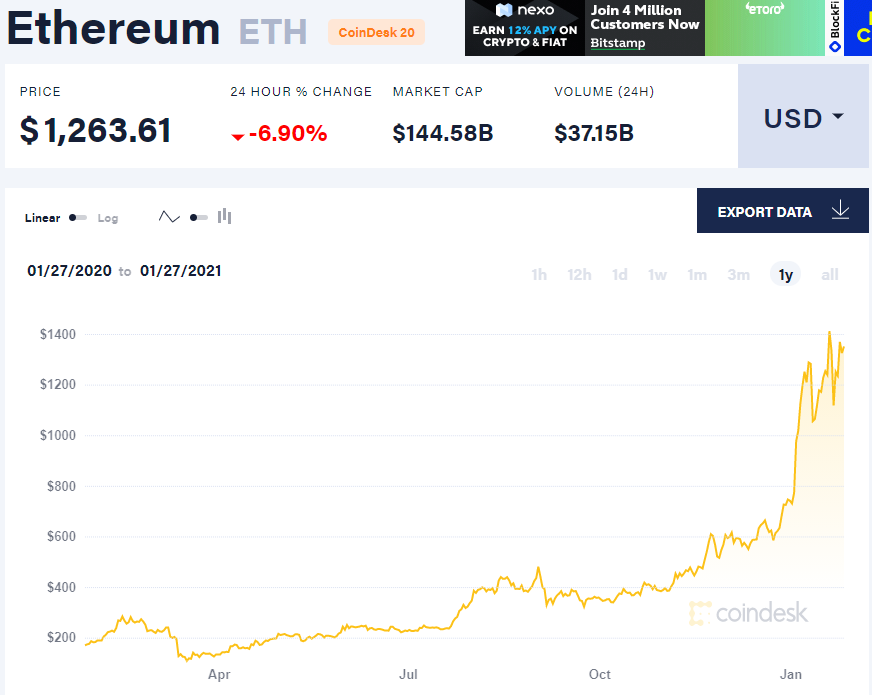 Ethereum ETH CoinDesk 20
nexo
EARN 12% APY ON
CRYPTO & FIAT
Join 4 Million
Customers Now
Bitstamp
eToro
BlockFi
PRICE
$1,263.61
24 HOUR % CHANGE
-6.90%
MARKET CAP
$144.58B
VOLUME (24H)
$37.15B
USD
Linear Log
EXPORT DATA
01/27/2020 to 01/27/2021
1h 12h 1d 1w 1m 3m 1y all
$1400
$1200
$1000
$800
$600
$400
$200
coindesk
Apr Jul Oct Jan